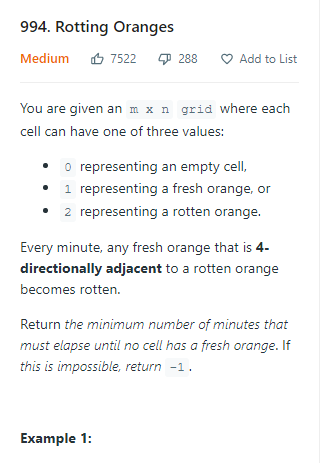 994. Rotting Oranges
Medium 7522 288 Add to List
You are given an m x n grid where each
cell can have one of three values:
• 0 representing an empty cell,
• 1 representing a fresh orange, or
• 2 representing a rotten orange.
Every minute, any fresh orange that is 4-
directionally adjacent to a rotten orange
becomes rotten.
Return the minimum number of minutes that
must elapse until no cell has a fresh orange. If
this is impossible, return -1.
Example 1: